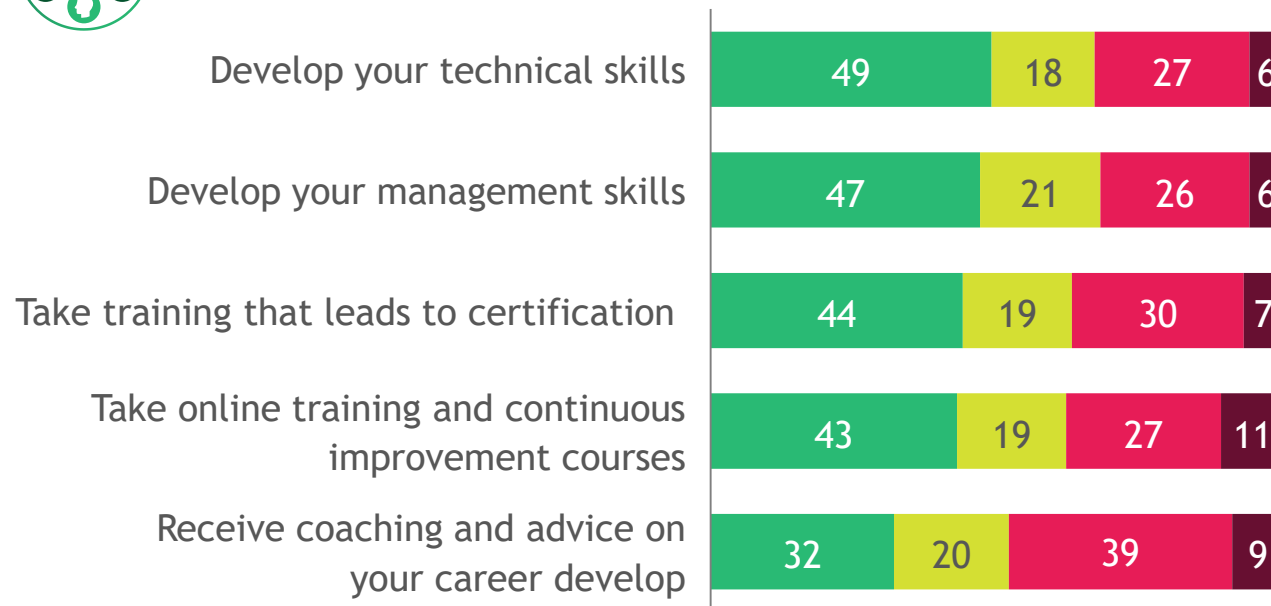 Develop your technical skills 49 18 27 6
Develop your management skills 47 21 26 6
Take training that leads to certification 44 19 30 7
Take online training and continuous
improvement courses 43 19 27 11
Receive coaching and advice on
your career develop 32 20 39 9